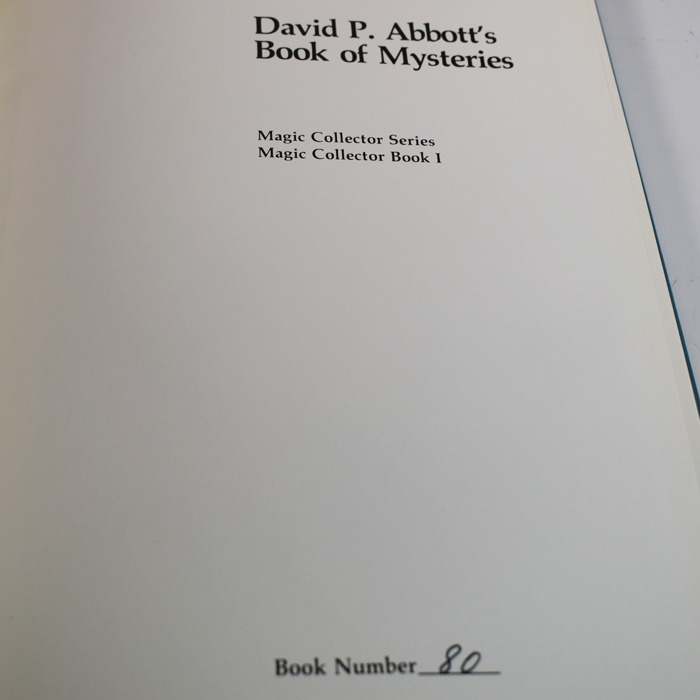 David P. Abbott's
Book of Mysteries
Magic Collector Series
Magic Collector Book I
Book Number 80